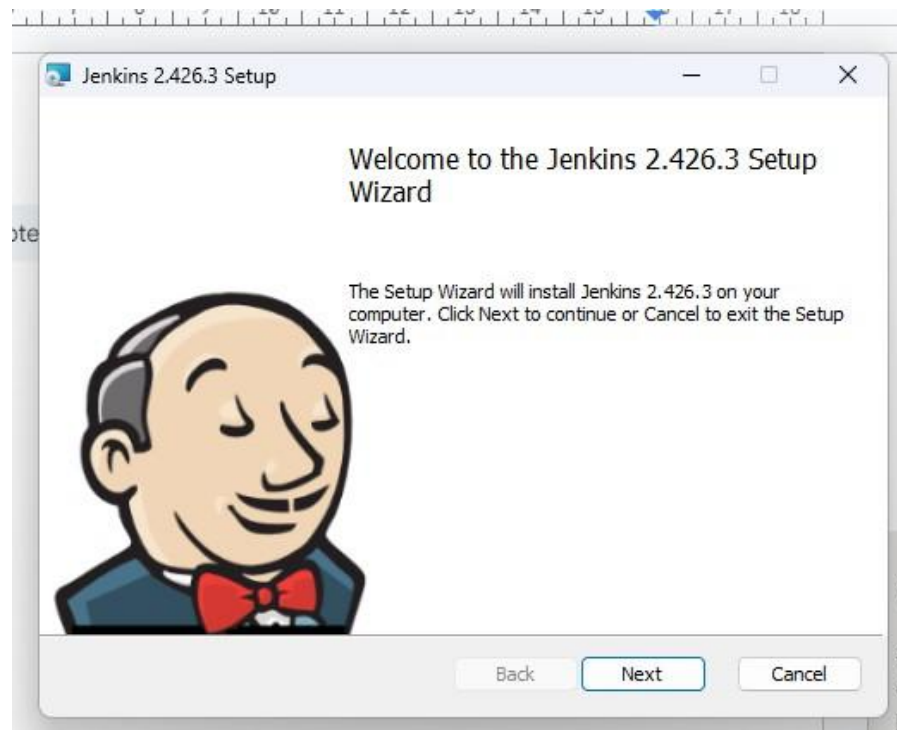 Jenkins 2.426.3 Setup
Welcome to the Jenkins 2.426.3 Setup
Wizard
The Setup Wizard will install Jenkins 2.426.3 on your
computer. Click Next to continue or Cancel to exit the Setup
Wizard.
Back Next Cancel